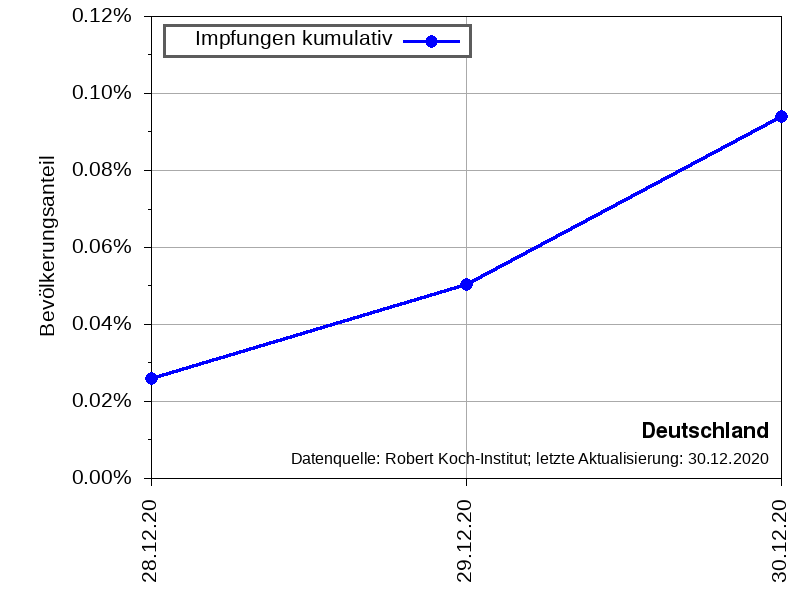 0.12%
Impfungen kumulativ
0.10%
0.08%
0.06%
0.04%
0.02%
0.00%
Bevölkerungsanteil
Deutschland
Datenquelle: Robert Koch-Institut; letzte Aktualisierung: 30.12.2020
28.12.20
29.12.20
30.12.20